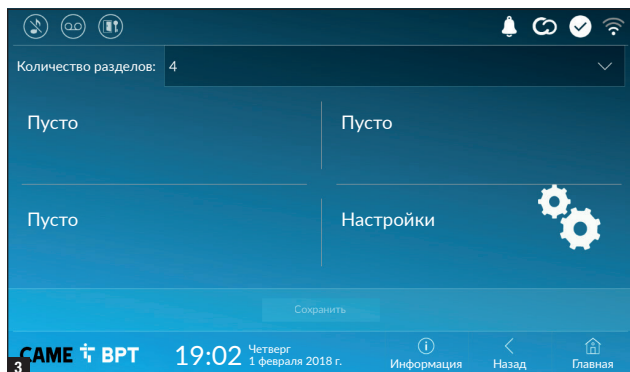 Количество разделов: 4
Пусто
Пусто
Пусто
Настройки
Сохранить
3
CAME BPT
19:02
Четверг
1 февраля 2018 г.
Информация
Назад
Главная